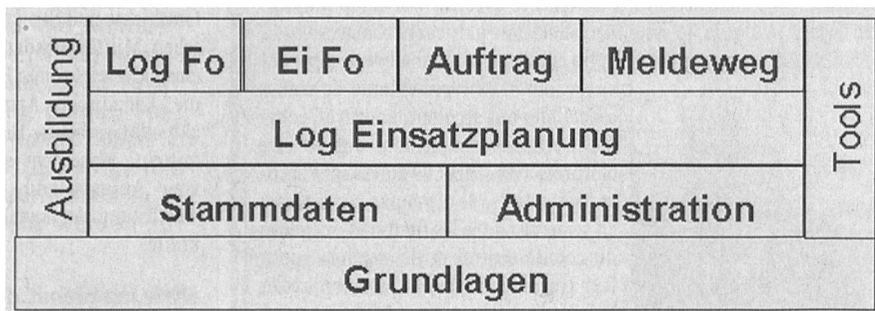 Ausbildung
Log Fo
Ei Fo
Auftrag
Meldeweg
Tools
Log Einsatzplanung
Stammdaten
Administration
Grundlagen